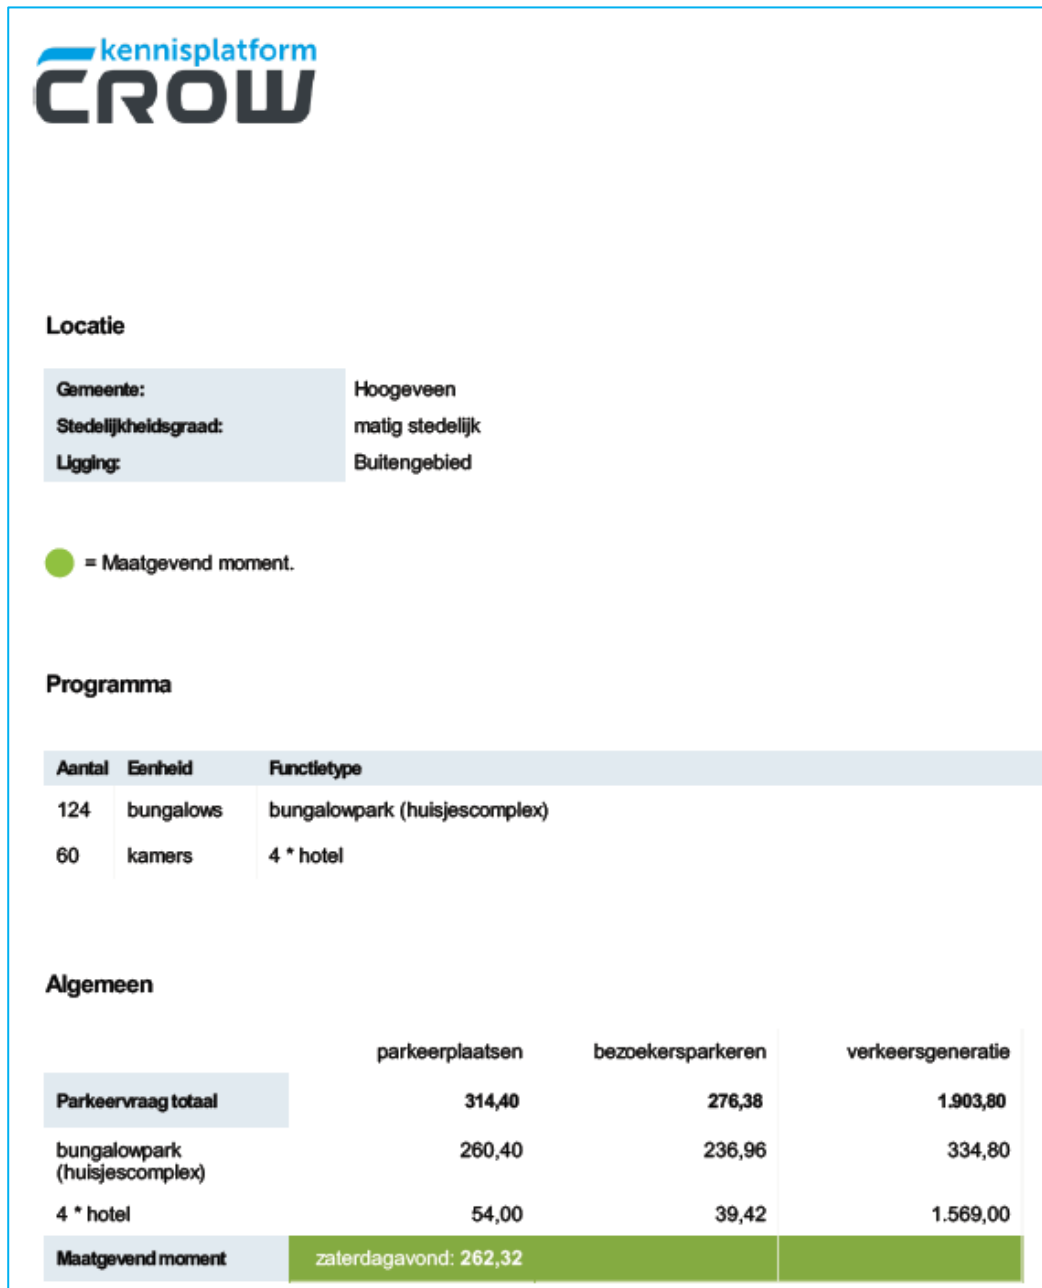 kennisplatform
CROW
Locatie
Gemeente: Hoogeveen
Stedelijkheidsgraad: matig stedelijk
Ligging: Buitengebied
= Maatgevend moment.
Programma
Aantal Eenheid Functietype
124 bungalows bungalowpark (huisjescomplex)
60 kamers 4 * hotel
Algemeen
parkeerplaatsen bezoekersparkeren verkeersgeneratie
Parkeervraag totaal 314,40 276,38 1.903,80
bungalowpark 260,40 236,96 334,80
(huisjescomplex)
4 * hotel 54,00 39,42 1.569,00
Maatgevend moment zaterdagavond: 262,32